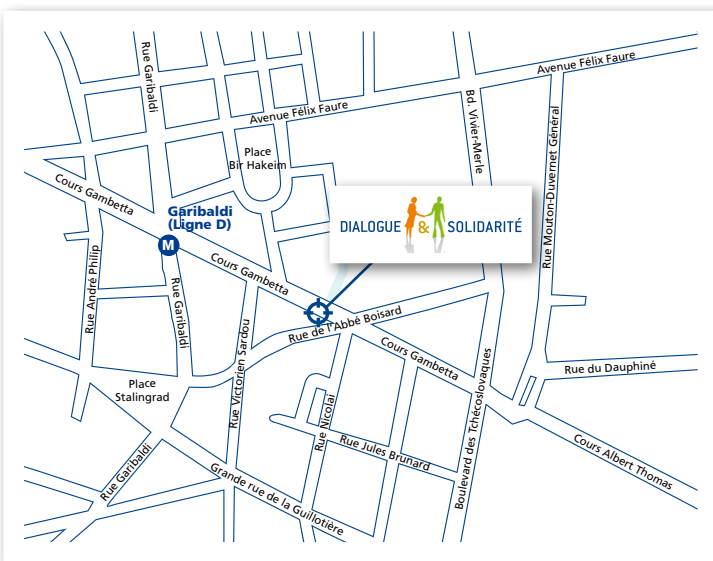 Rue Garibaldi
Avenue Félix Faure
Avenue Félix Faure
Bd. Vivier-Merle
Rue Mouton-Duvernet Général
Place
Bir Hakeim
Cours Gambetta
Garibaldi
(Ligne D)
M
DIALOGUE & SOLIDARITÉ
Rue André Philip
Cours Gambetta
Rue Garibaldi
Rue de l'Abbé Boisard
Rue Victorien Sardou
Cours Gambetta
Rue du Dauphiné
Place
Stalingrad
Rue Nicolaï
Rue Jules Brunard
Boulevard des Tchécoslovaques
Cours Albert Thomas
Rue Garibaldi
Grande rue de la Guillotière